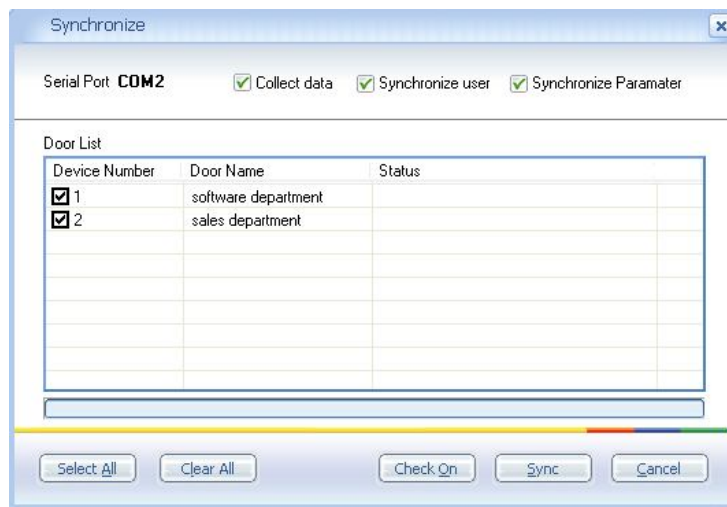 Synchronize
Serial Port COM2 Collect data Synchronize user Synchronize Paramater
Door List
Device Number Door Name Status
1 software department
2 sales department
Select All Clear All Check On Sync Cancel